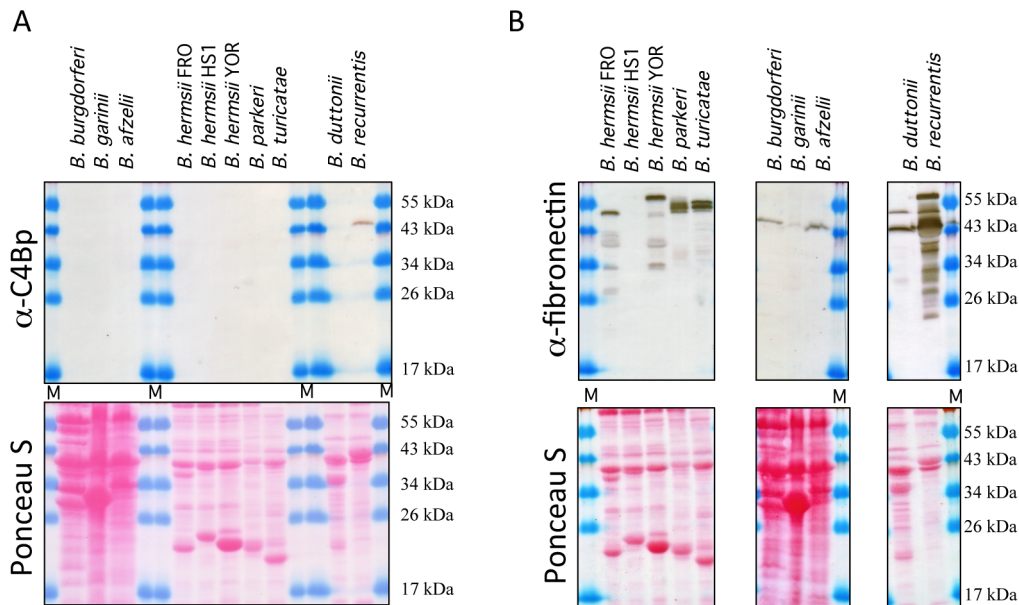 A
B. burgdorferi
B. garinii
B. afzelii
B. hermsii FRO
B. hermsii HS1
B. hermsii YOR
B. parkeri
B. turicatae
B. duttonii
B. recurrentis
α-C4Bp
55 kDa
43 kDa
34 kDa
26 kDa
17 kDa
M M M M
Ponceau S
55 kDa
43 kDa
34 kDa
26 kDa
17 kDa
B
B. hermsii FRO
B. hermsii HS1
B. hermsii YOR
B. parkeri
B. turicatae
B. burgdorferi
B. garinii
B. afzelii
B. duttonii
B. recurrentis
α-fibronectin
55 kDa
43 kDa
34 kDa
26 kDa
17 kDa
M M M
Ponceau S
55 kDa
43 kDa
34 kDa
26 kDa
17 kDa